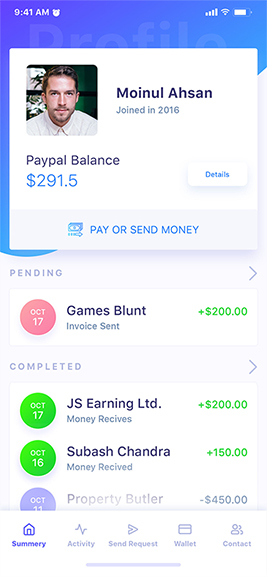 9:41 AM
Profile
Moinul Ahsan
Joined in 2016
Paypal Balance
$291.5
Details
PAY OR SEND MONEY
PENDING
OCT
17
Games Blunt
+$200.00
Invoice Sent
COMPLETED
OCT
17
JS Earning Ltd.
+$200.00
Money Recives
OCT
16
Subash Chandra
+150.00
Money Recived
OCT
11
Property Butler
-$450.00
Summery
Activity
Send Request
Wallet
Contact